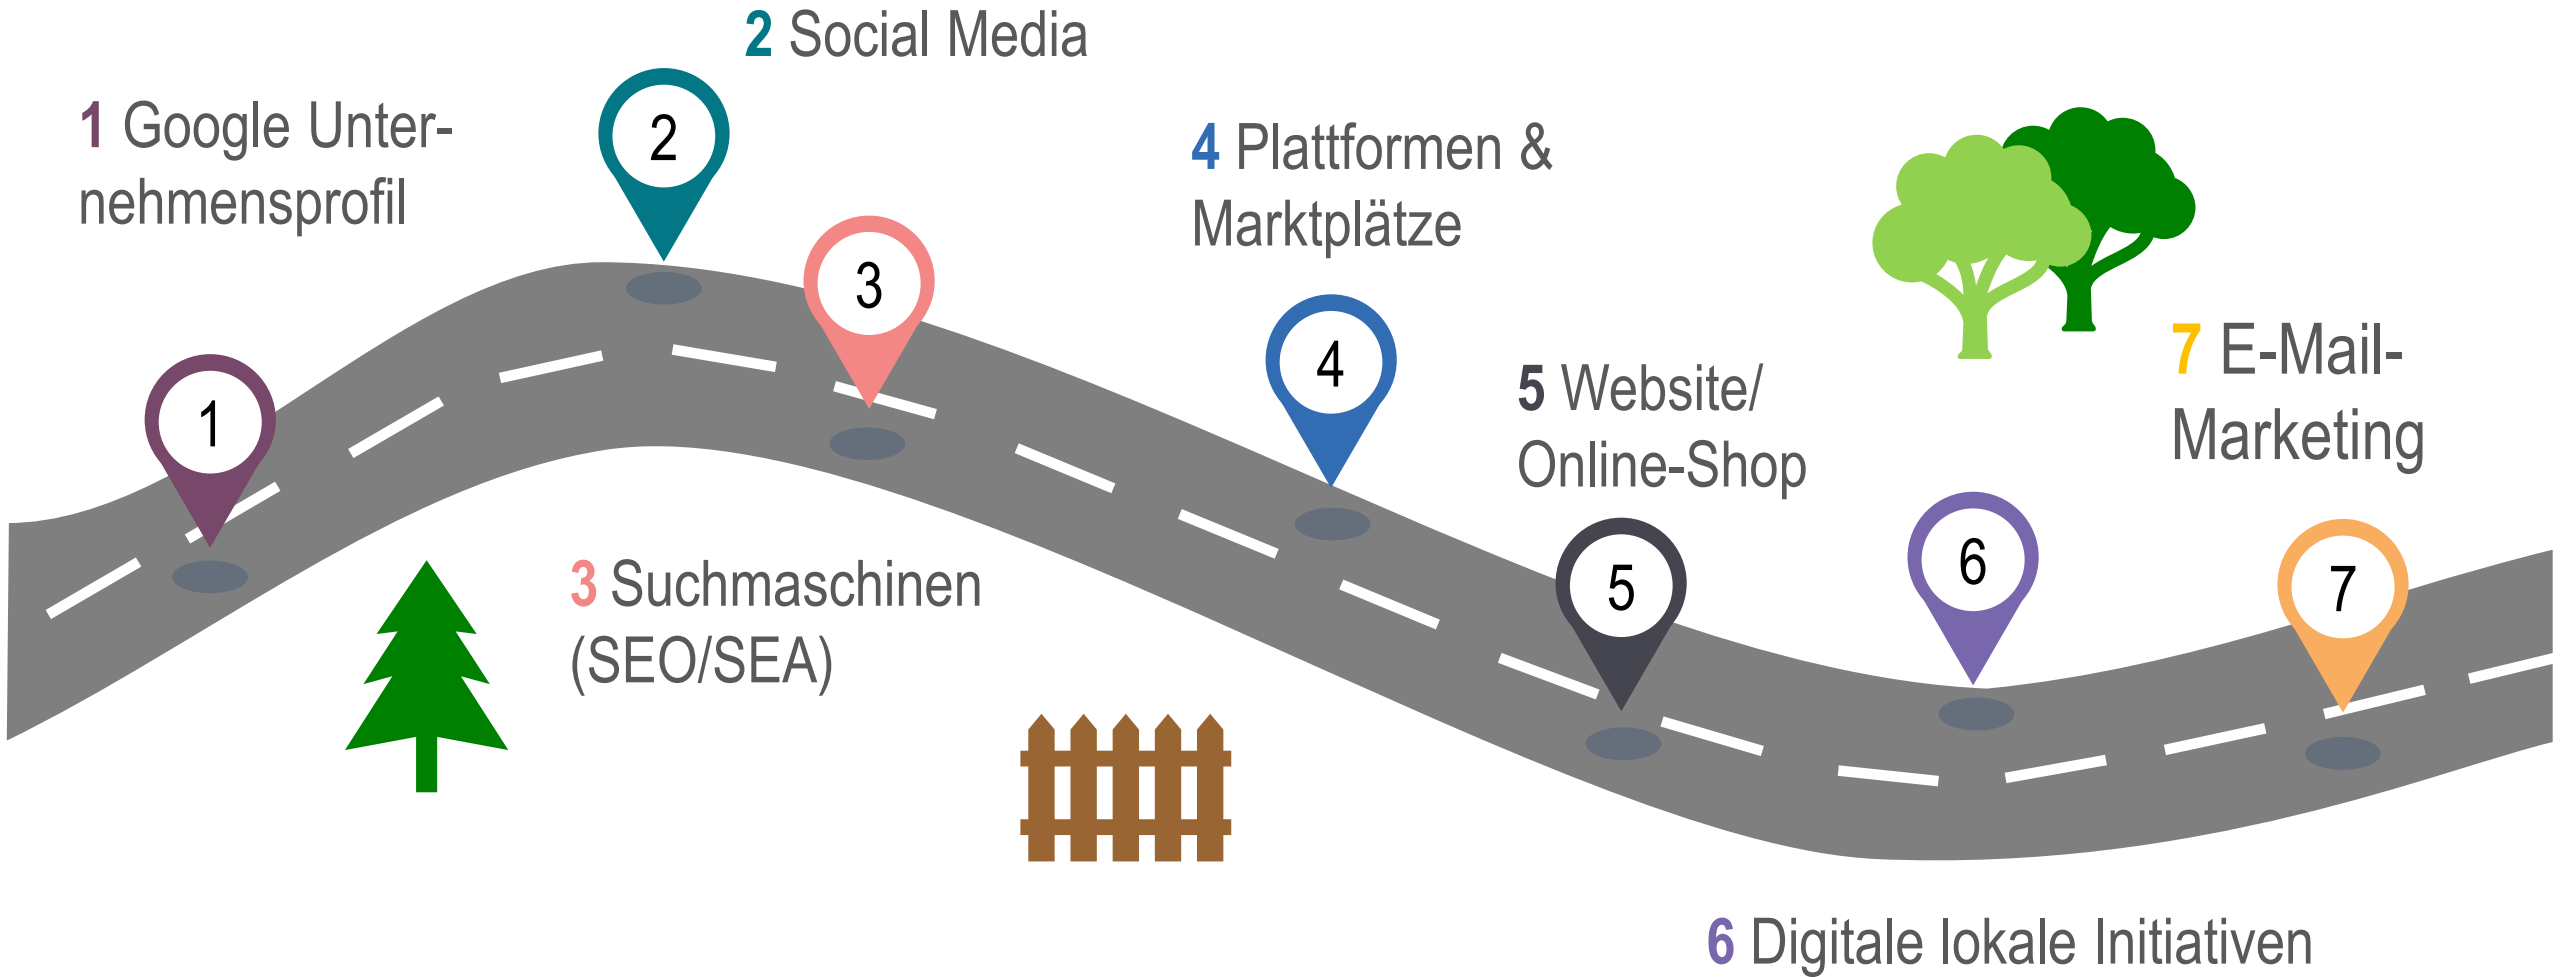 2 Social Media
1 Google Unter-
nehmensprofil
4 Plattformen &
Marktplätze
7 E-Mail-
Marketing
5 Website/
Online-Shop
3 Suchmaschinen
(SEO/SEA)
6 Digitale lokale Initiativen
1
2
3
4
5
6
7